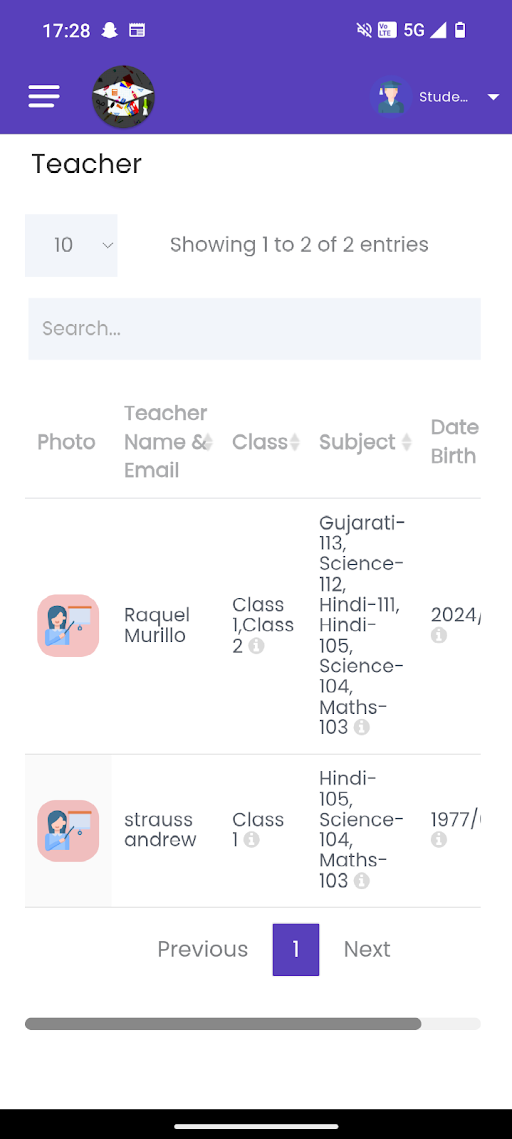 17:28 Vo LTE 5G
Stude...
Teacher
10 Showing 1 to 2 of 2 entries
Search...
Photo
Teacher
Name &
Email
Class
Subject
Date
Birth
Raquel
Murillo
Class
1,Class
2
Gujarati-
113,
Science-
112,
Hindi-111,
Hindi-
105,
Science-
104,
Maths-
103
2024/
strauss
andrew
Class
1
Hindi-
105,
Science-
104,
Maths-
103
1977/
Previous 1 Next